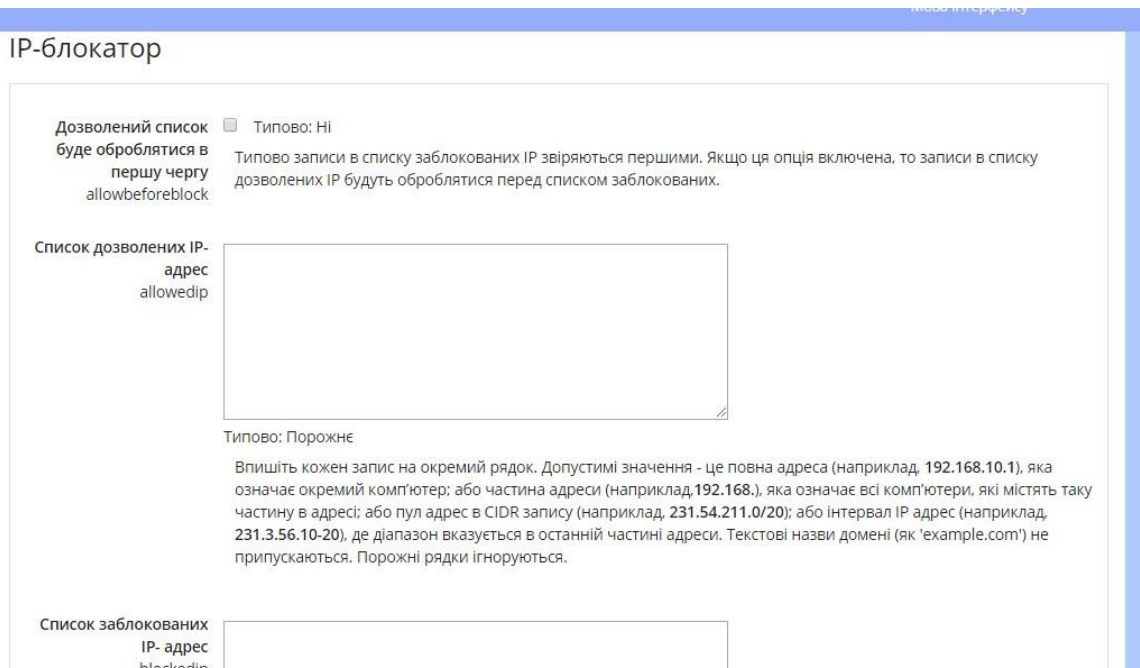 Мова інтерфейсу
IP-блокатор
Дозволений список
буде оброблятися в
першу чергу
allowbeforeblock
Типово: Ні
Типово записи в списку заблокованих IP звіряються першими. Якщо ця опція включена, то записи в списку
дозволених IP будуть оброблятися перед списком заблокованих.
Список дозволених IP-
адрес
allowedip
Типово: Порожнє
Впишіть кожен запис на окремий рядок. Допустимі значення - це повна адреса (наприклад, 192.168.10.1), яка
означає окремий комп'ютер; або частина адреси (наприклад,192.168.), яка означає всі комп'ютери, які містять таку
частину в адресі; або пул адрес в CIDR запису (наприклад, 231.54.211.0/20); або інтервал IP адрес (наприклад,
231.3.56.10-20), де діапазон вказується в останній частині адреси. Текстові назви домені (як 'example.com') не
припускаються. Порожні рядки ігноруються.
Список заблокованих
IP- адрес
blockedip